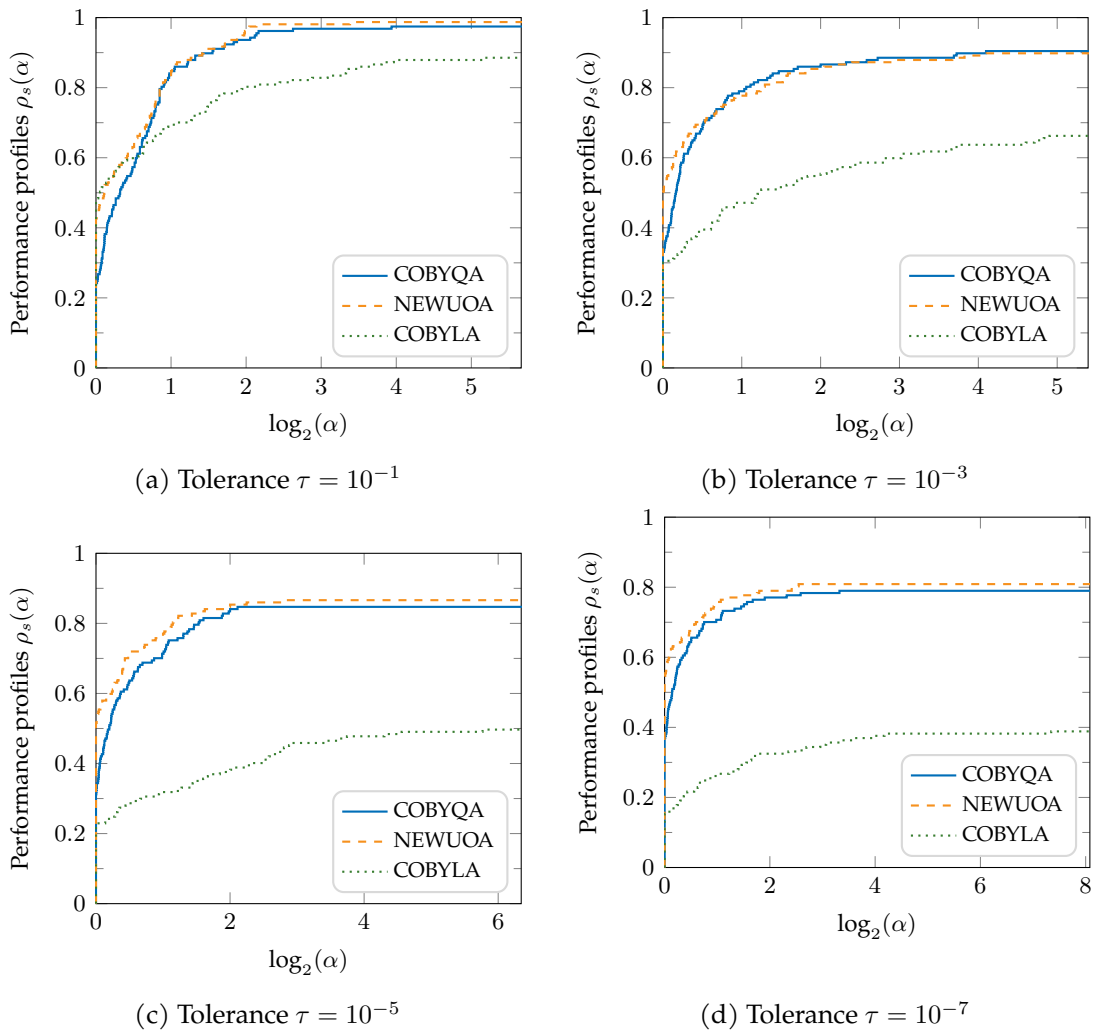 Performance profiles ρₛ(α)
1
0.8
0.6
0.4
0.2
0
0 1 2 3 4 5
log₂(α)
COBYQA
NEWUOA
COBYLA
(a) Tolerance τ = 10⁻¹
Performance profiles ρₛ(α)
1
0.8
0.6
0.4
0.2
0
0 1 2 3 4 5
log₂(α)
COBYQA
NEWUOA
COBYLA
(b) Tolerance τ = 10⁻³
Performance profiles ρₛ(α)
1
0.8
0.6
0.4
0.2
0
0 2 4 6
log₂(α)
COBYQA
NEWUOA
COBYLA
(c) Tolerance τ = 10⁻⁵
Performance profiles ρₛ(α)
1
0.8
0.6
0.4
0.2
0
0 2 4 6 8
log₂(α)
COBYQA
NEWUOA
COBYLA
(d) Tolerance τ = 10⁻⁷